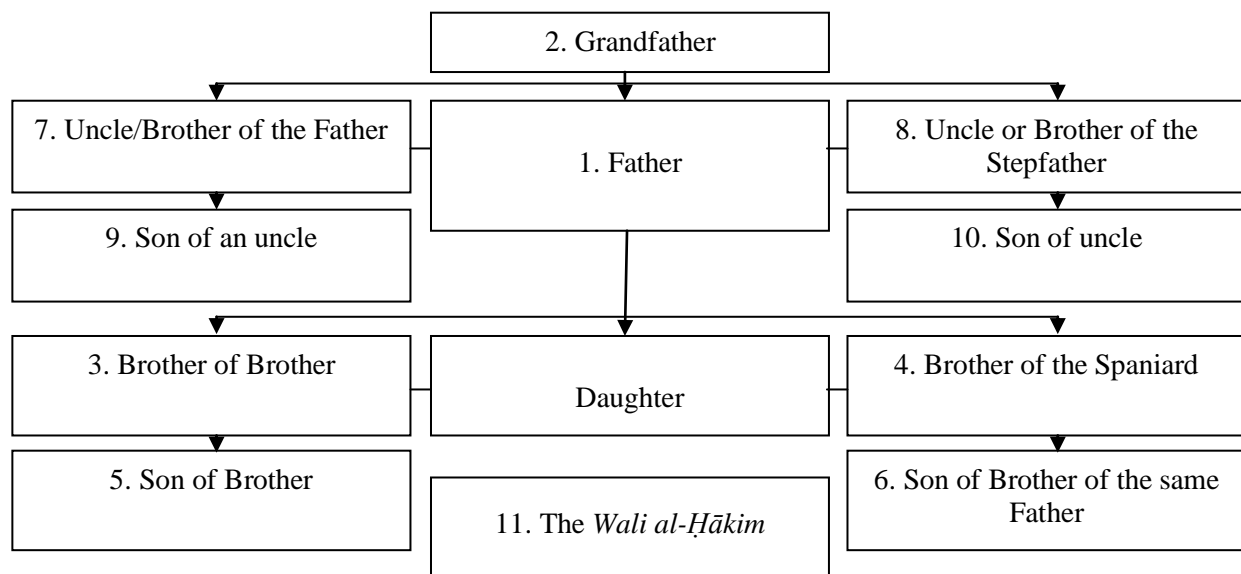 2. Grandfather
7. Uncle/Brother of the Father
1. Father
8. Uncle or Brother of the
Stepfather
9. Son of an uncle
10. Son of uncle
3. Brother of Brother
Daughter
4. Brother of the Spaniard
5. Son of Brother
11. The Wali al-Ḥākim
6. Son of Brother of the same
Father